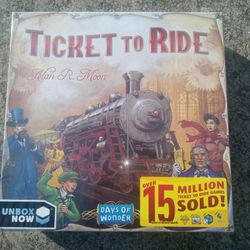 TICKET TO RIDE
Alan R. Moon
DAYS OF
WONDER
UNBOX
NOW
OVER
15 MILLION
TICKET TO RIDE GAMES
SOLD!